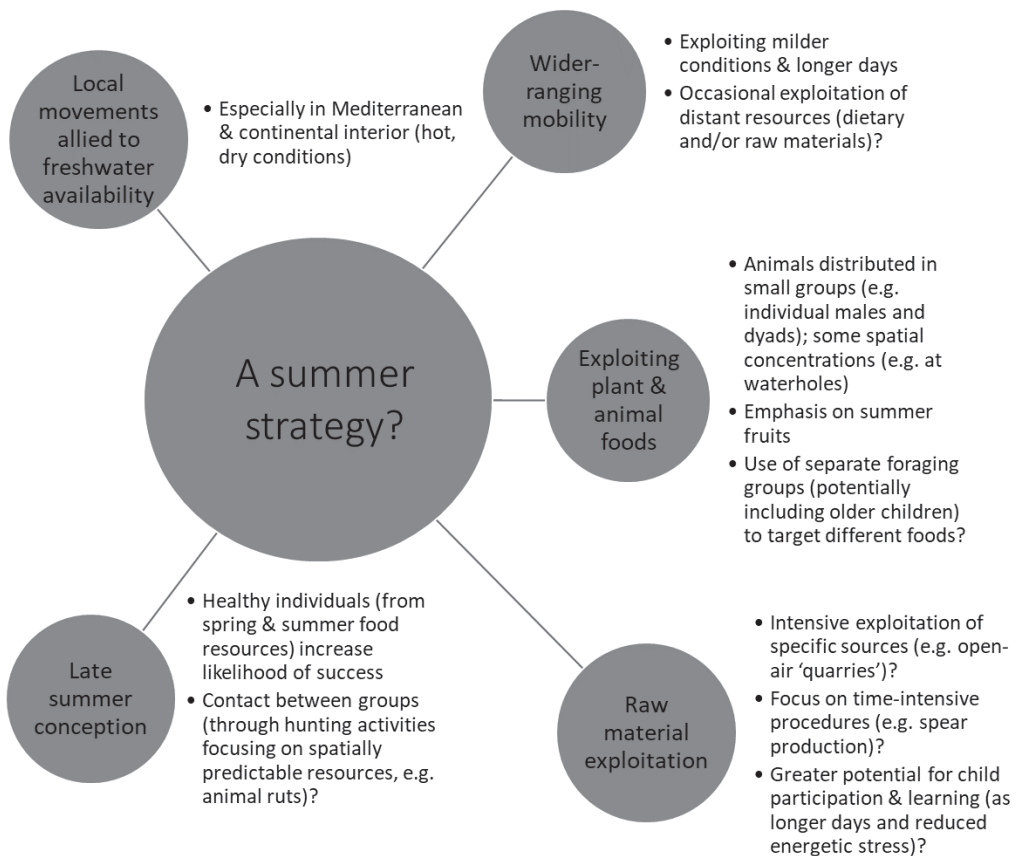 Local
movements
allied to
freshwater
availability
• Especially in Mediterranean
& continental interior (hot,
dry conditions)
Wider-
ranging
mobility
• Exploiting milder
conditions & longer days
• Occasional exploitation of
distant resources (dietary
and/or raw materials)?
A summer
strategy?
Exploiting
plant &
animal
foods
• Animals distributed in
small groups (e.g.
individual males and
dyads); some spatial
concentrations (e.g. at
waterholes)
• Emphasis on summer
fruits
• Use of separate foraging
groups (potentially
including older children)
to target different foods?
Late
summer
conception
• Healthy individuals (from
spring & summer food
resources) increase
likelihood of success
• Contact between groups
(through hunting activities
focusing on spatially
predictable resources, e.g.
animal ruts)?
Raw
material
exploitation
• Intensive exploitation of
specific sources (e.g. open-
air ‘quarries’)?
• Focus on time-intensive
procedures (e.g. spear
production)?
• Greater potential for child
participation & learning (as
longer days and reduced
energetic stress)?